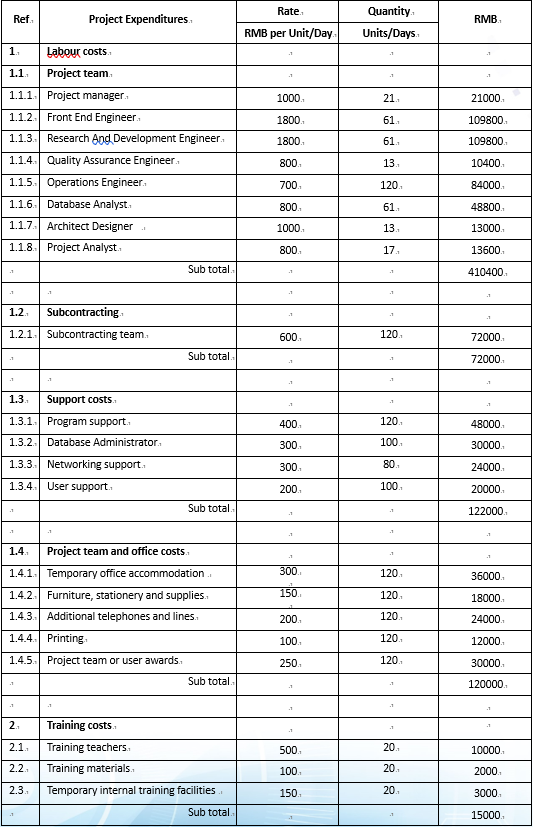 Ref Project Expenditures Rate Quantity RMB
RMB per Unit/Day Units/Days
1 Labour costs
1.1 Project team
1.1.1 Project manager 1000 21 21000
1.1.2 Front End Engineer 1800 61 109800
1.1.3 Research And Development Engineer 1800 61 109800
1.1.4 Quality Assurance Engineer 800 13 10400
1.1.5 Operations Engineer 700 120 84000
1.1.6 Database Analyst 800 61 48800
1.1.7 Architect Designer 1000 13 13000
1.1.8 Project Analyst 800 17 13600
Sub total 410400
1.2 Subcontracting
1.2.1 Subcontracting team 600 120 72000
Sub total 72000
1.3 Support costs
1.3.1 Program support 400 120 48000
1.3.2 Database Administrator 300 100 30000
1.3.3 Networking support 300 80 24000
1.3.4 User support 200 100 20000
Sub total 122000
1.4 Project team and office costs
1.4.1 Temporary office accommodation 300 120 36000
1.4.2 Furniture, stationery and supplies 150 120 18000
1.4.3 Additional telephones and lines 200 120 24000
1.4.4 Printing 100 120 12000
1.4.5 Project team or user awards 250 120 30000
Sub total 120000
2 Training costs
2.1 Training teachers 500 20 10000
2.2 Training materials 100 20 2000
2.3 Temporary internal training facilities 150 20 3000
Sub total 15000